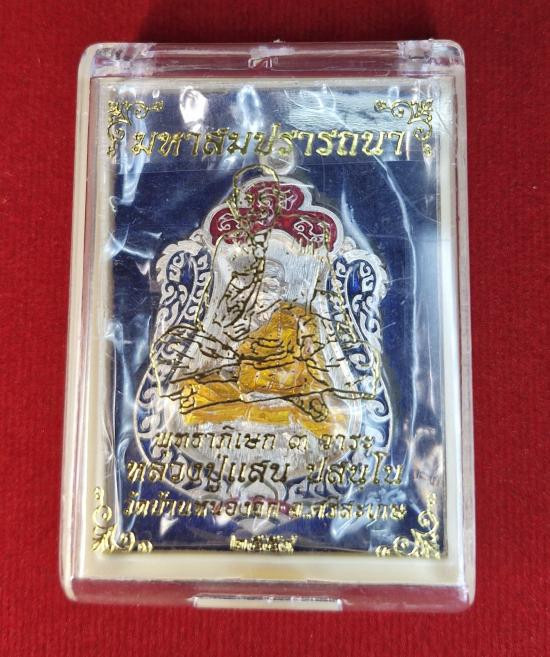 มหาสมปรารถนา
พุทธาภิเษก ๓ วาระ
หลวงปู่แสน ปสนฺโน
วัดบ้านหนองจิก จ.ศรีสะเกษ